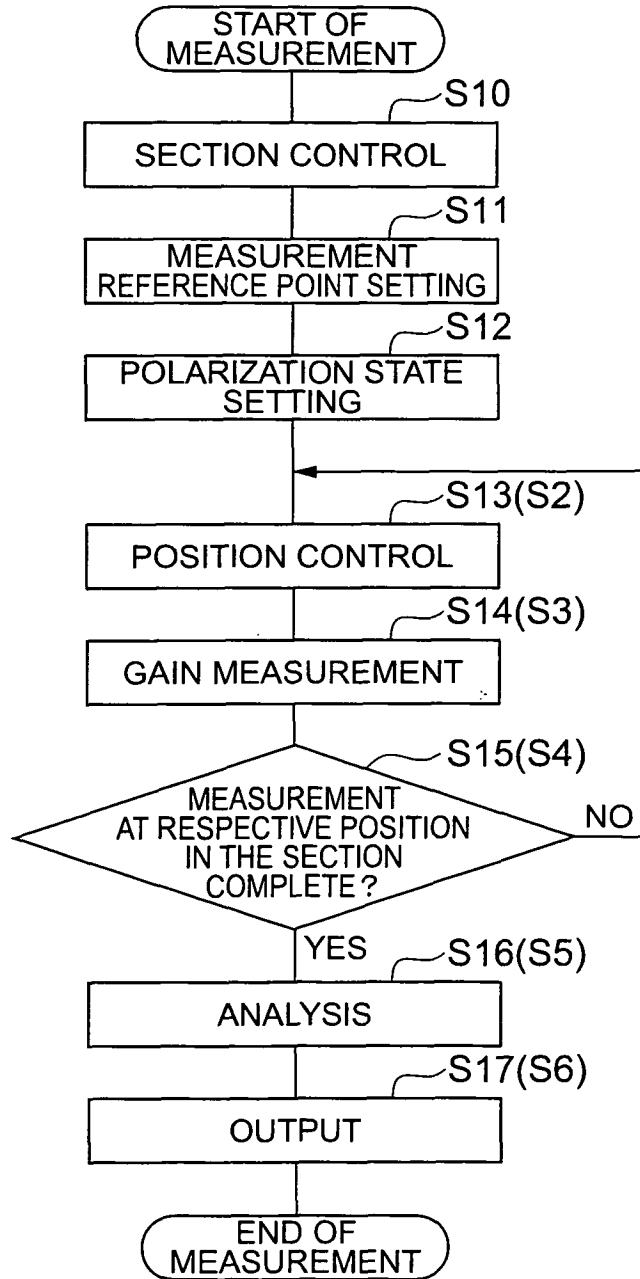 START OF
MEASUREMENT
S10
SECTION CONTROL
S11
MEASUREMENT
REFERENCE POINT SETTING
S12
POLARIZATION STATE
SETTING
S13(S2)
POSITION CONTROL
S14(S3)
GAIN MEASUREMENT
S15(S4)
MEASUREMENT
AT RESPECTIVE POSITION
IN THE SECTION
COMPLETE?
NO
YES
S16(S5)
ANALYSIS
S17(S6)
OUTPUT
END OF
MEASUREMENT